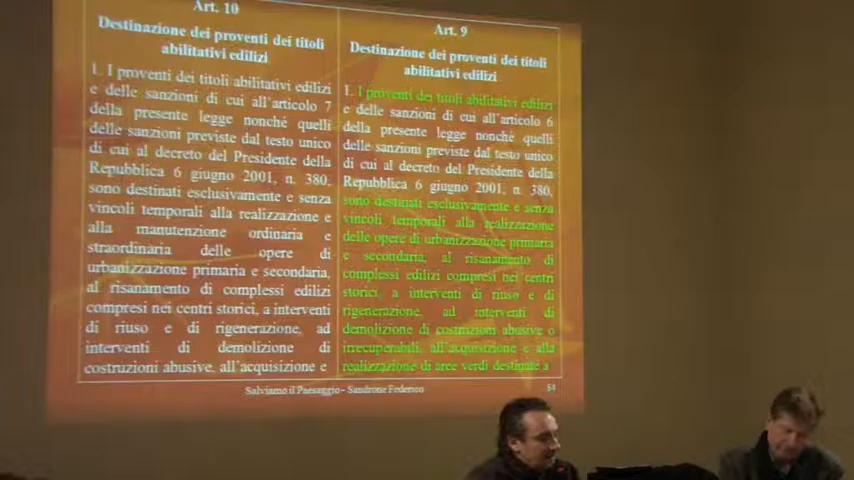 Art. 10
Destinazione dei proventi dei titoli
abilitativi edilizi
1. I proventi dei titoli abilitativi edilizi
e delle sanzioni di cui all'articolo 7
della presente legge nonché quelli
delle sanzioni previste dal testo unico
di cui al decreto del Presidente della
Repubblica 6 giugno 2001, n. 380,
sono destinati esclusivamente e senza
vincoli temporali alla realizzazione e
alla manutenzione ordinaria e
straordinaria delle opere di
urbanizzazione primaria e secondaria,
al risanamento di complessi edilizi
compresi nei centri storici, a interventi
di riuso e di rigenerazione, ad
interventi di demolizione di
costruzioni abusive, all'acquisizione e
Art. 9
Destinazione dei proventi dei titoli
abilitativi edilizi
1. I proventi dei titoli abilitativi edilizi
e delle sanzioni di cui all'articolo 6
della presente legge nonché quelli
delle sanzioni previste dal testo unico
di cui al decreto del Presidente della
Repubblica 6 giugno 2001, n. 380,
sono destinati esclusivamente e senza
vincoli temporali alla realizzazione
delle opere di urbanizzazione primaria
e secondaria, al risanamento di
complessi edilizi compresi nei centri
storici, a interventi di riuso e di
rigenerazione, ad interventi di
demolizione di costruzioni abusive o
irrecuperabili, all'acquisizione e alla
realizzazione di aree verdi destinate a
Salviamo il Paesaggio - Sandrone Federico
54